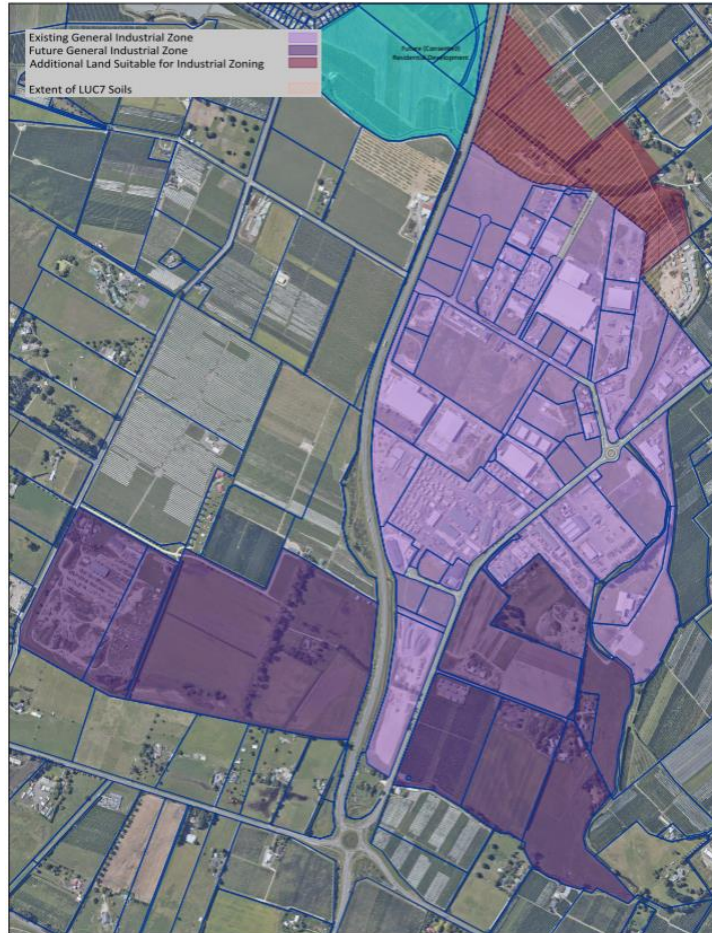 Existing General Industrial Zone
Future General Industrial Zone
Additional Land Suitable for Industrial Zoning
Extent of LUC7 Soils
Future (Consented)
Residential Development